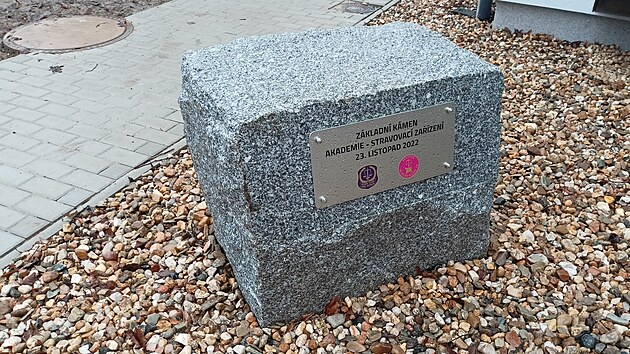 ZÁKLADNÍ KÁMEN
AKADEMIE - STRAVOVACÍ ZAŘÍZENÍ
23. LISTOPAD 2022